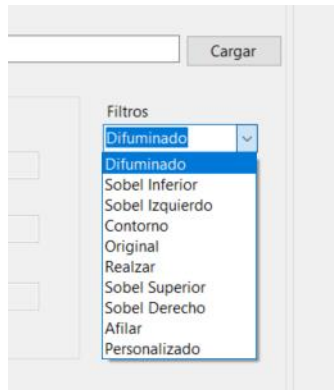 Cargar
Filtros
Difuminado
Difuminado
Sobel Inferior
Sobel Izquierdo
Contorno
Original
Realzar
Sobel Superior
Sobel Derecho
Afilar
Personalizado